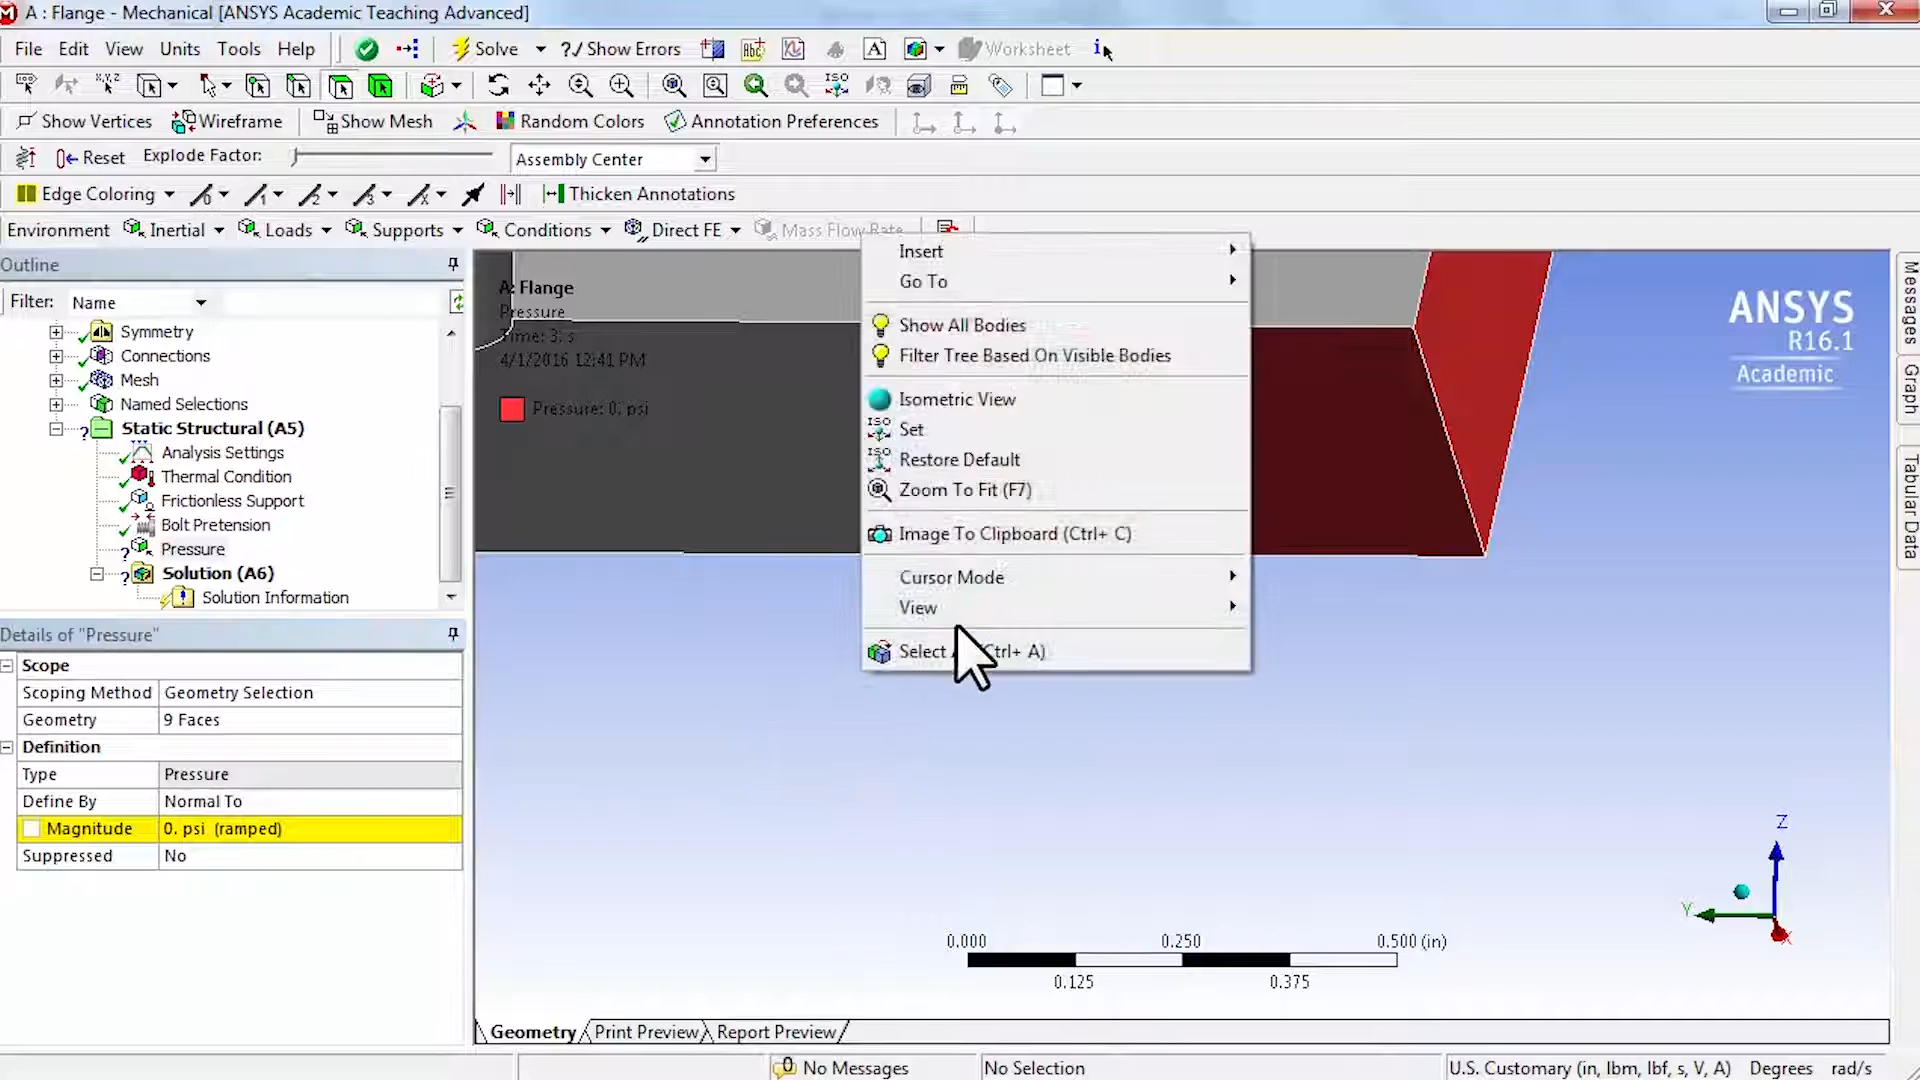 A : Flange - Mechanical [ANSYS Academic Teaching Advanced]
File Edit View Units Tools Help Solve ?/ Show Errors Worksheet
Show Vertices Wireframe Show Mesh Random Colors Annotation Preferences
Reset Explode Factor: Assembly Center
Edge Coloring Thicken Annotations
Environment Inertial Loads Supports Conditions Direct FE Mass Flow Rate
Outline
Filter: Name
Symmetry
Connections
Mesh
Named Selections
Static Structural (A5)
Analysis Settings
Thermal Condition
Frictionless Support
Bolt Pretension
Pressure
Solution (A6)
Solution Information
Details of "Pressure"
Scope
Scoping Method Geometry Selection
Geometry 9 Faces
Definition
Type Pressure
Define By Normal To
Magnitude 0. psi (ramped)
Suppressed No
A: Flange
Pressure
Time: 3. s
4/1/2016 12:41 PM
Pressure: 0. psi
Insert
Go To
Show All Bodies
Filter Tree Based On Visible Bodies
Isometric View
ISO Set
ISO Restore Default
Zoom To Fit (F7)
Image To Clipboard (Ctrl+ C)
Cursor Mode
View
Select Ctrl+ A)
ANSYS
R16.1
Academic
Messages
Graph
Tabular Data
Z
Y
X
0.000 0.250 0.500 (in)
0.125 0.375
Geometry Print Preview Report Preview
No Messages No Selection U.S. Customary (in, lbm, lbf, s, V, A) Degrees rad/s